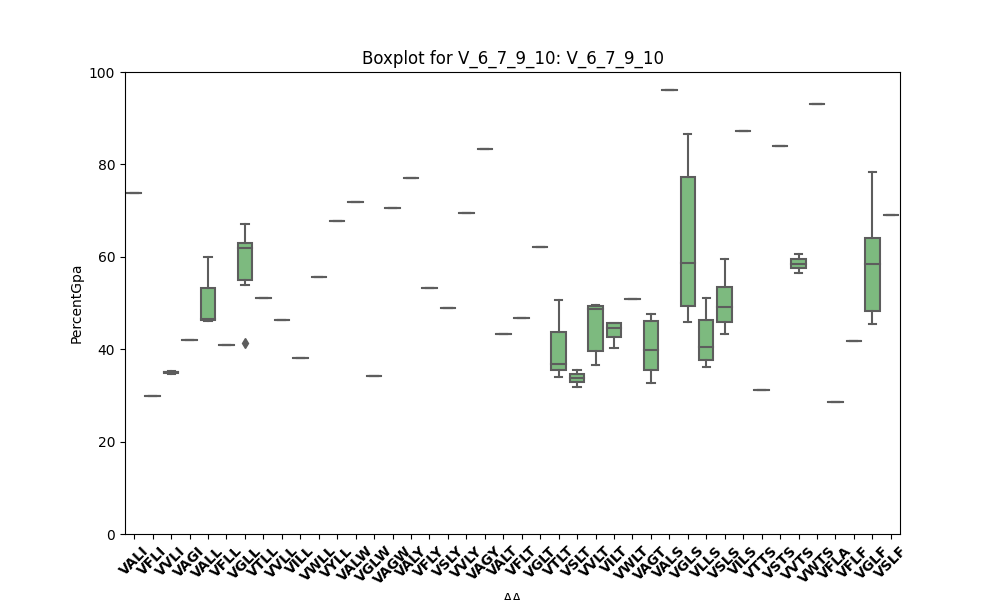 Boxplot for V_6_7_9_10: V_6_7_9_10
100
80
60
40
20
0
PercentGpa
VALI VFLI VVLI VAGI VALL VFLL VGLL VTLL VVLL VILL VWLL VYLL VALW VGLW VAGW VALY VFLY VSLY VVLY VAGY VALT VFLT VGLT VTLT VSLT VVLT VILT VWLT VAGT VALS VGLS VLLS VSLS VILS VTTS VSTS VVTS VWTS VFLA VFLF VGLF VSLF
AA